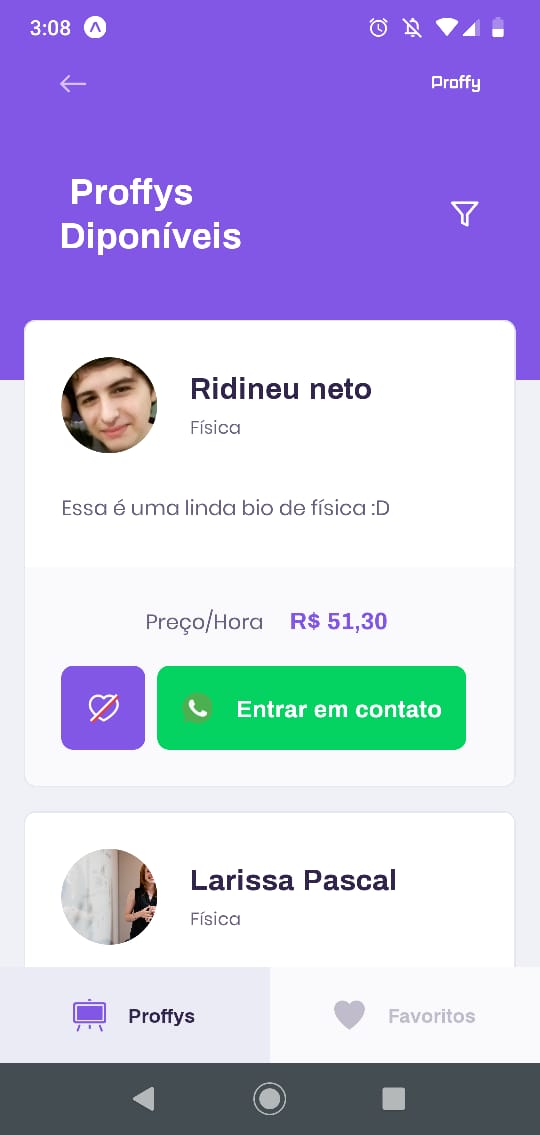 3:08
Proffy
Proffys
Diponíveis
Ridineu neto
Física
Essa é uma linda bio de física :D
Preço/Hora R$ 51,30
Entrar em contato
Larissa Pascal
Física
Proffys Favoritos